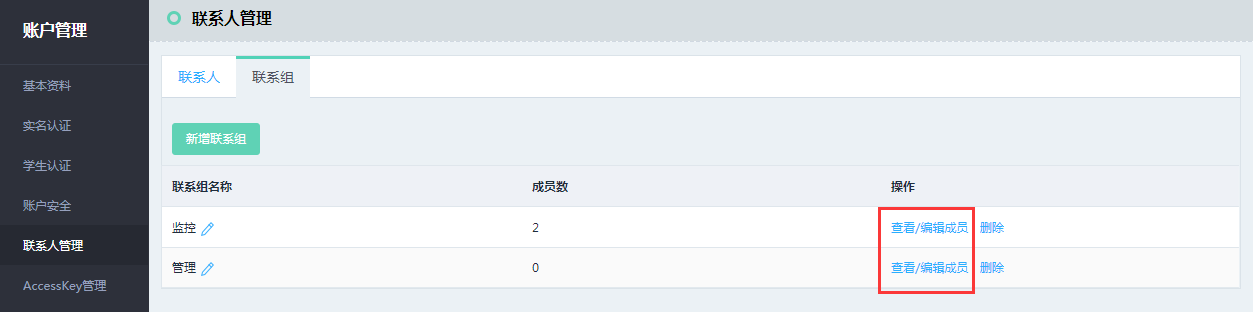 账户管理
基本资料
实名认证
学生认证
账户安全
联系人管理
AccessKey管理
联系人管理
联系人 联系组
新增联系组
联系组名称 成员数 操作
监控 2 查看/编辑成员 删除
管理 0 查看/编辑成员 删除